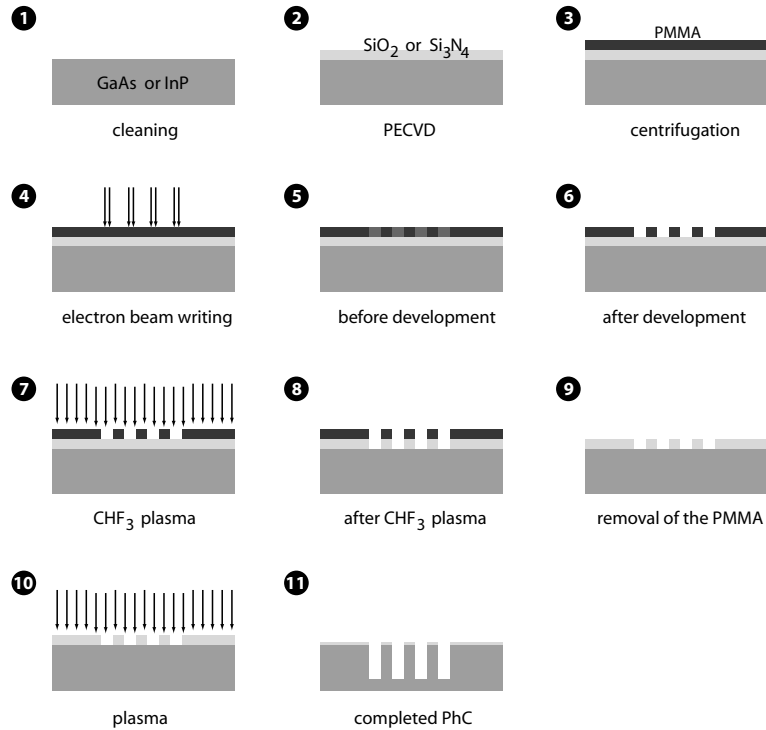 1
GaAs or InP
cleaning
2
SiO2 or Si3N4
PECVD
3
PMMA
centrifugation
4
electron beam writing
5
before development
6
after development
7
CHF3 plasma
8
after CHF3 plasma
9
removal of the PMMA
10
plasma
11
completed PhC